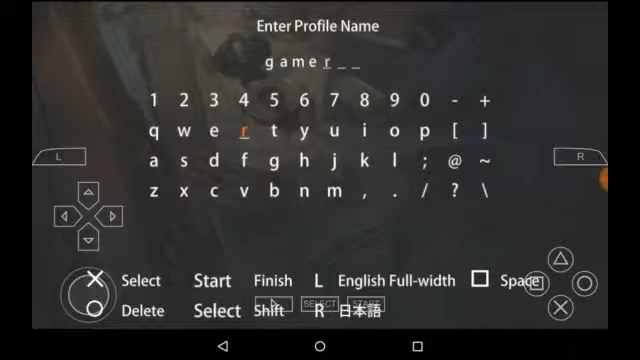 Enter Profile Name
gamer__
1 2 3 4 5 6 7 8 9 0 - +
q w e r t y u i o p [ ]
a s d f g h j k l ; @ ~
z x c v b n m , . / ? \
L
R
Select Start Finish L English Full-width Space
Delete Select Shift R 日本語
SELECT START